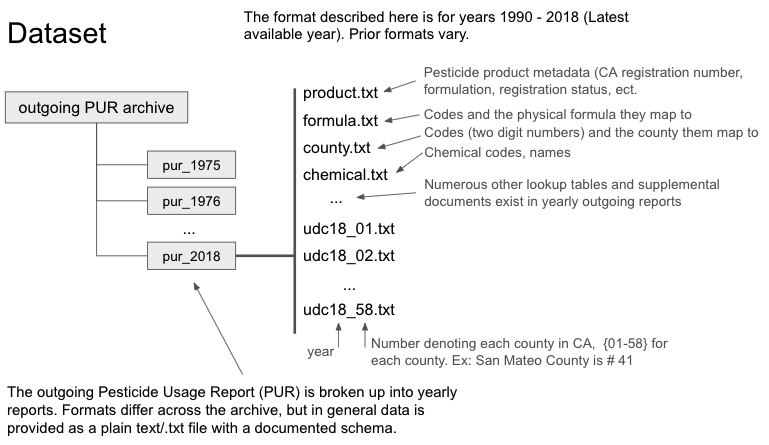 Dataset
The format described here is for years 1990 - 2018 (Latest
available year). Prior formats vary.
outgoing PUR archive
pur_1975
pur_1976
...
pur_2018
product.txt
formula.txt
county.txt
chemical.txt
...
udc18_01.txt
udc18_02.txt
...
udc18_58.txt
Pesticide product metadata (CA registration number,
formulation, registration status, ect.
Codes and the physical formula they map to
Codes (two digit numbers) and the county them map to
Chemical codes, names
Numerous other lookup tables and supplemental
documents exist in yearly outgoing reports
year
Number denoting each county in CA, {01-58} for
each county. Ex: San Mateo County is # 41
The outgoing Pesticide Usage Report (PUR) is broken up into yearly
reports. Formats differ across the archive, but in general data is
provided as a plain text/.txt file with a documented schema.